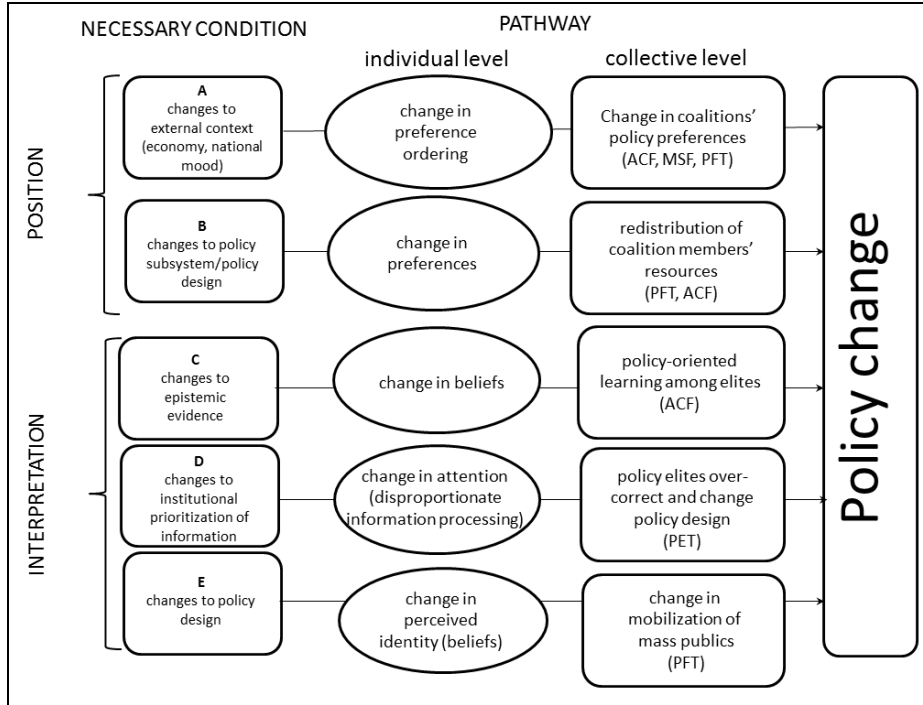 NECESSARY CONDITION
PATHWAY
individual level
collective level
POSITION
A
changes to
external context
(economy, national
mood)
change in
preference
ordering
Change in coalitions'
policy preferences
(ACF, MSF, PFT)
B
changes to policy
subsystem/policy
design
change in
preferences
redistribution of
coalition members'
resources
(PFT, ACF)
INTERPRETATION
C
changes to
epistemic
evidence
change in beliefs
policy-oriented
learning among elites
(ACF)
D
changes to
institutional
prioritization of
information
change in attention
(disproportionate
information processing)
policy elites over-
correct and change
policy design
(PET)
E
changes to policy
design
change in
perceived
identity (beliefs)
change in
mobilization of
mass publics
(PFT)
Policy change